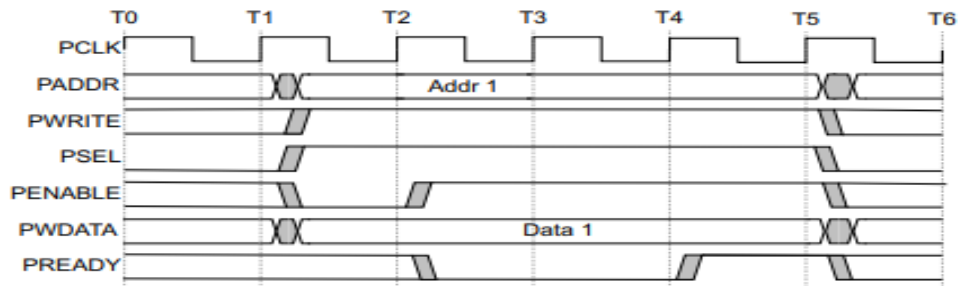 T0 T1 T2 T3 T4 T5 T6
PCLK
PADDR Addr 1
PWRITE
PSEL
PENABLE
PWDATA Data 1
PREADY